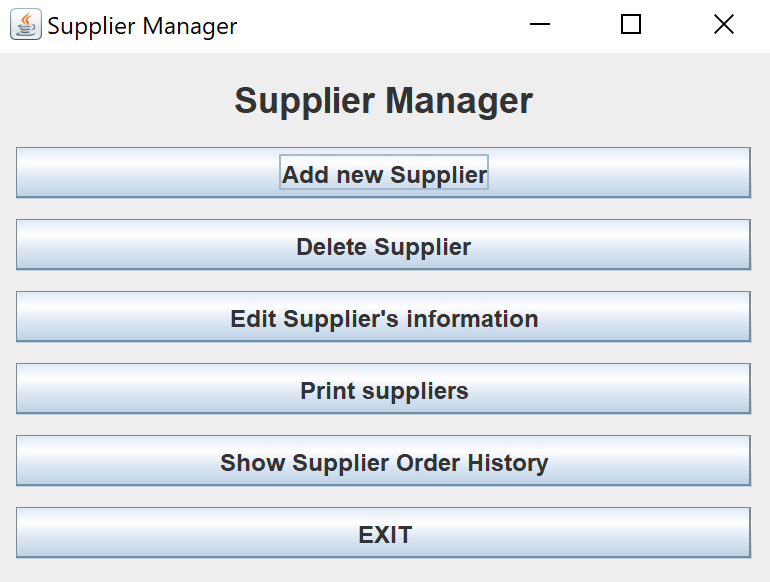 Supplier Manager
Supplier Manager
Add new Supplier
Delete Supplier
Edit Supplier's information
Print suppliers
Show Supplier Order History
EXIT